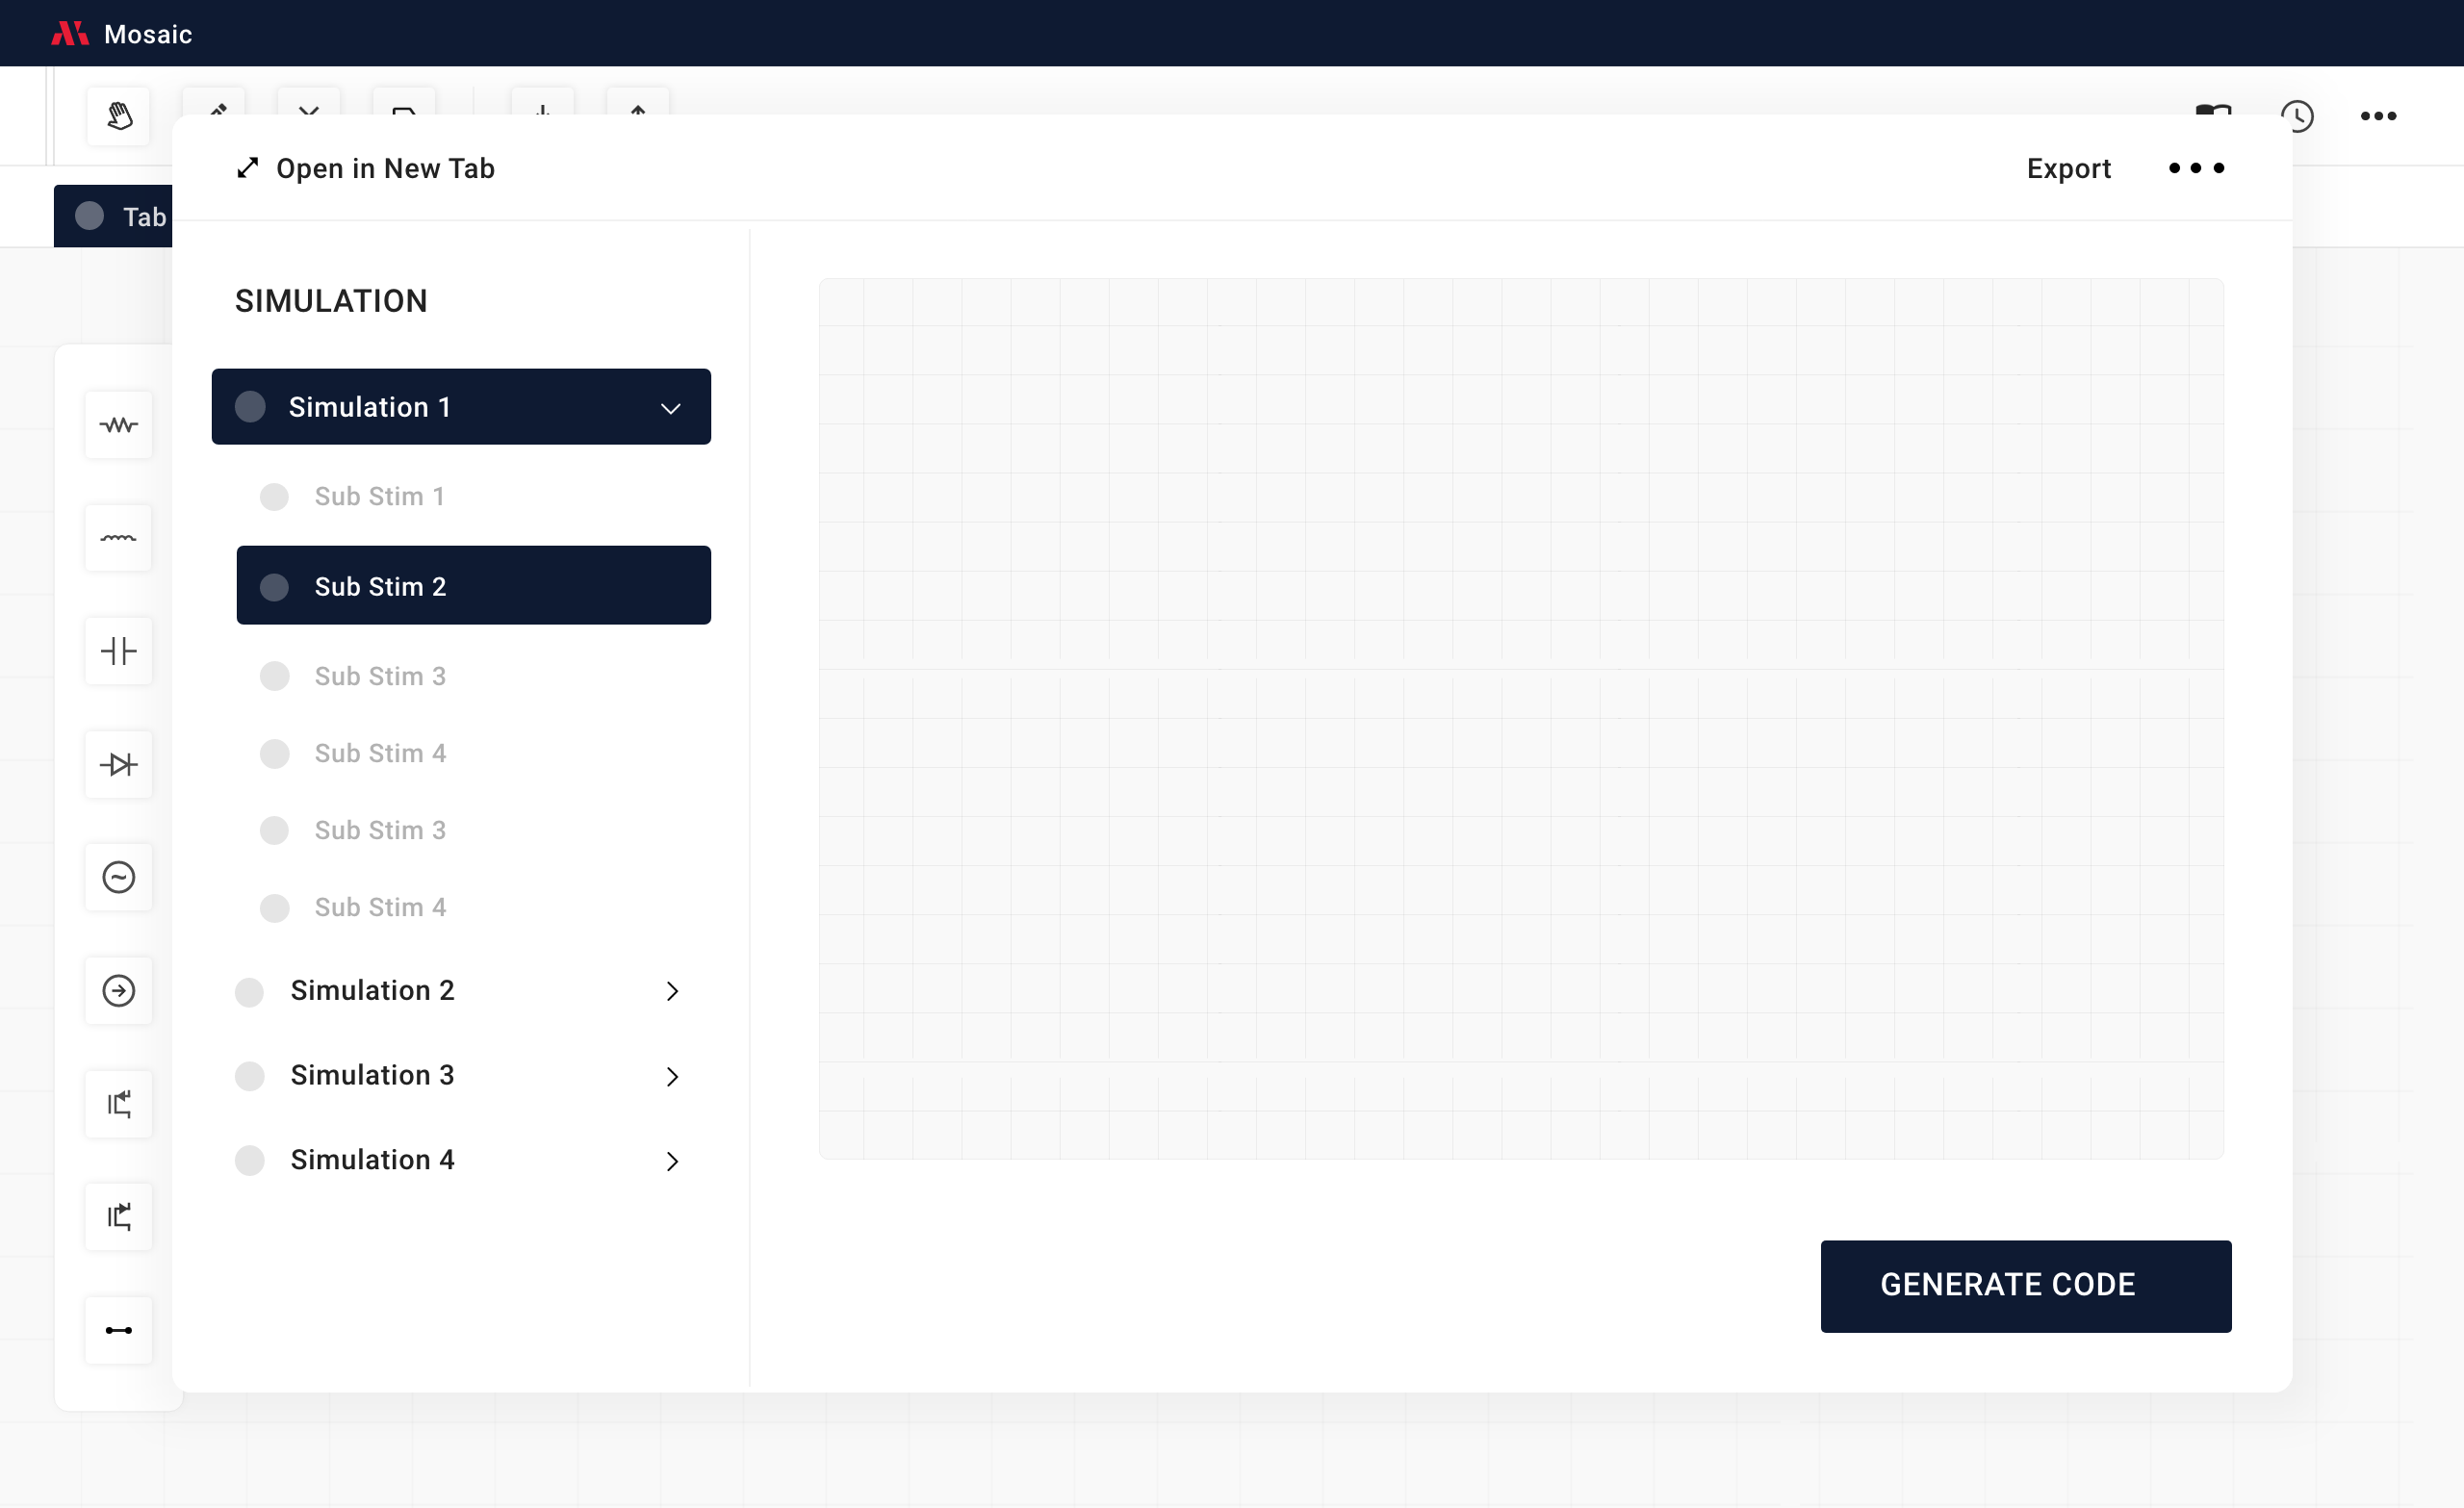 Mosaic
Open in New Tab
Export
Tab
SIMULATION
Simulation 1
Sub Stim 1
Sub Stim 2
Sub Stim 3
Sub Stim 4
Sub Stim 3
Sub Stim 4
Simulation 2
Simulation 3
Simulation 4
GENERATE CODE